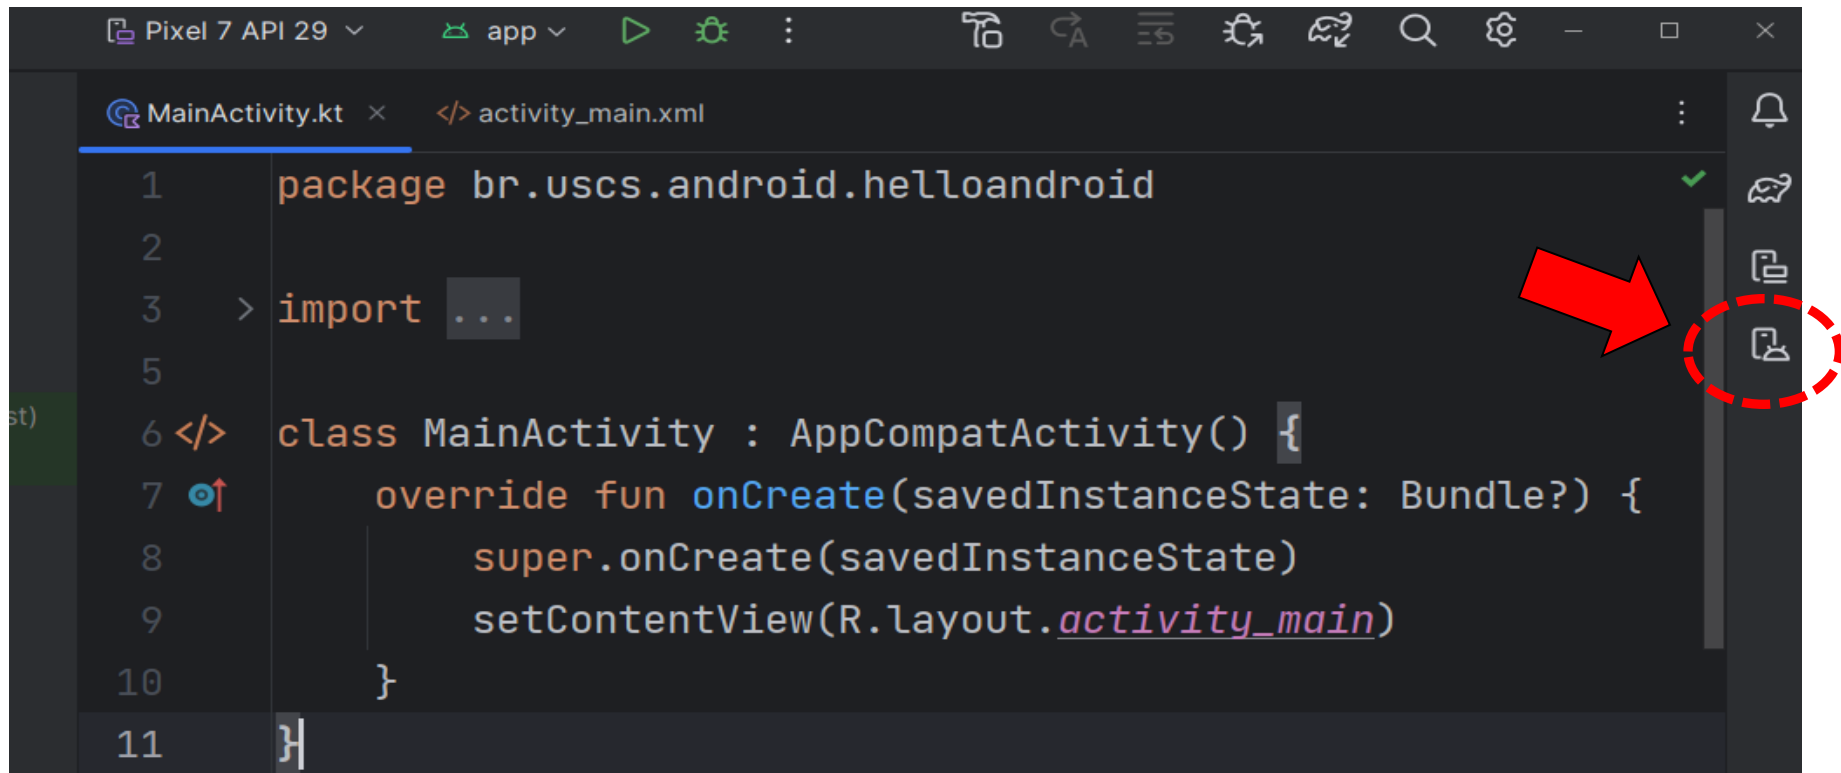 Pixel 7 API 29 app
MainActivity.kt activity_main.xml
1 package br.uscs.android.helloandroid
2
3 import ...
5
st)
6 class MainActivity : AppCompatActivity() {
7 override fun onCreate(savedInstanceState: Bundle?) {
8 super.onCreate(savedInstanceState)
9 setContentView(R.layout.activity_main)
10 }
11 }